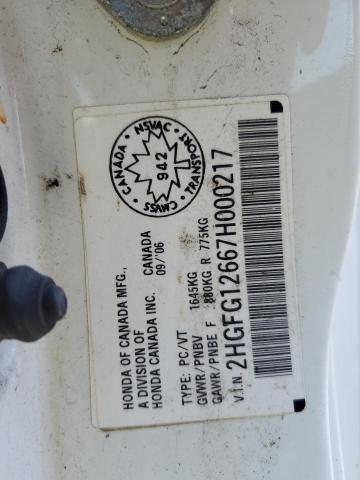 HONDA OF CANADA MFG.,
A DIVISION OF
HONDA CANADA INC.
CANADA
09/'06
CANADA • NSVAC • TRANSPORT • CMVSS •
942
TYPE: PC/VT
GVWR/PNBV 1645KG
GAWR/PNBE F 880KG R 775KG
V.I.N. 2HGFG12667H000217